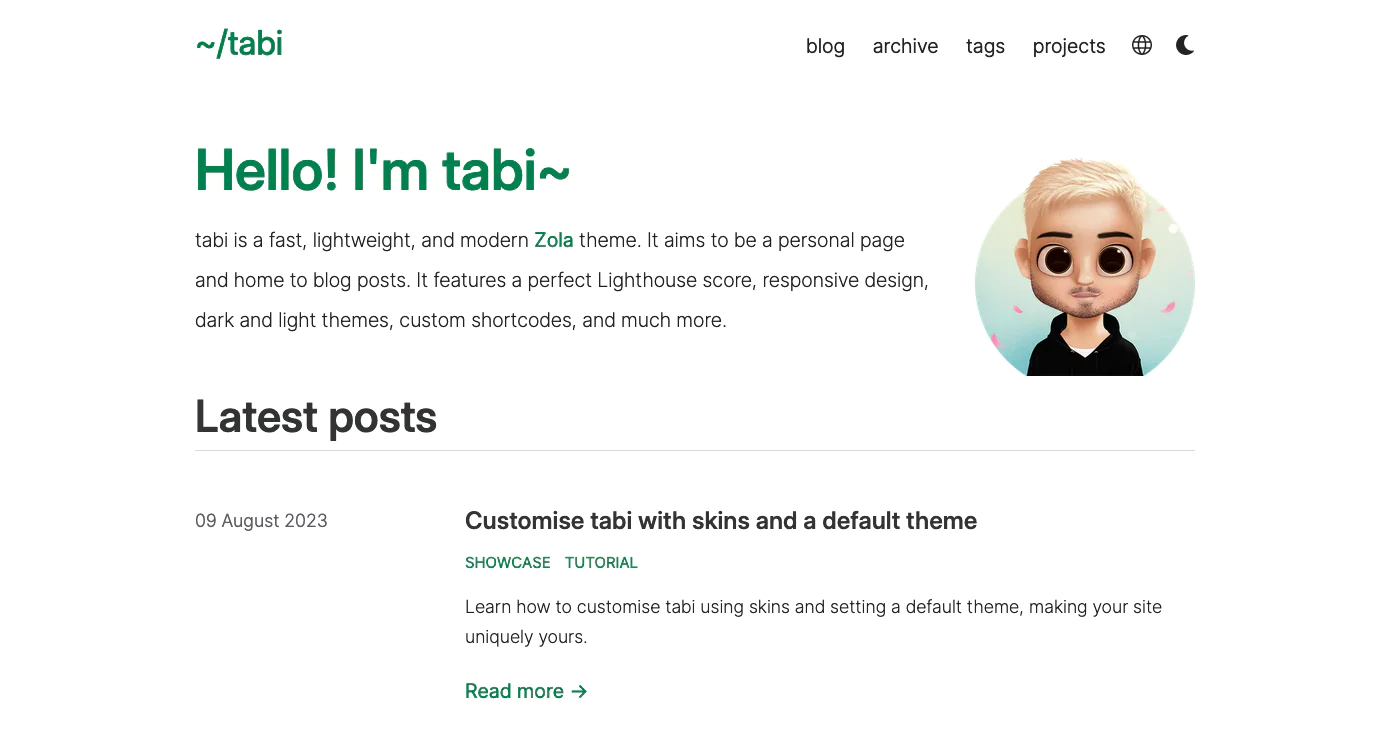 ~/tabi
blog archive tags projects
Hello! I'm tabi~
tabi is a fast, lightweight, and modern Zola theme. It aims to be a personal page
and home to blog posts. It features a perfect Lighthouse score, responsive design,
dark and light themes, custom shortcodes, and much more.
Latest posts
09 August 2023
Customise tabi with skins and a default theme
SHOWCASE TUTORIAL
Learn how to customise tabi using skins and setting a default theme, making your site
uniquely yours.
Read more →